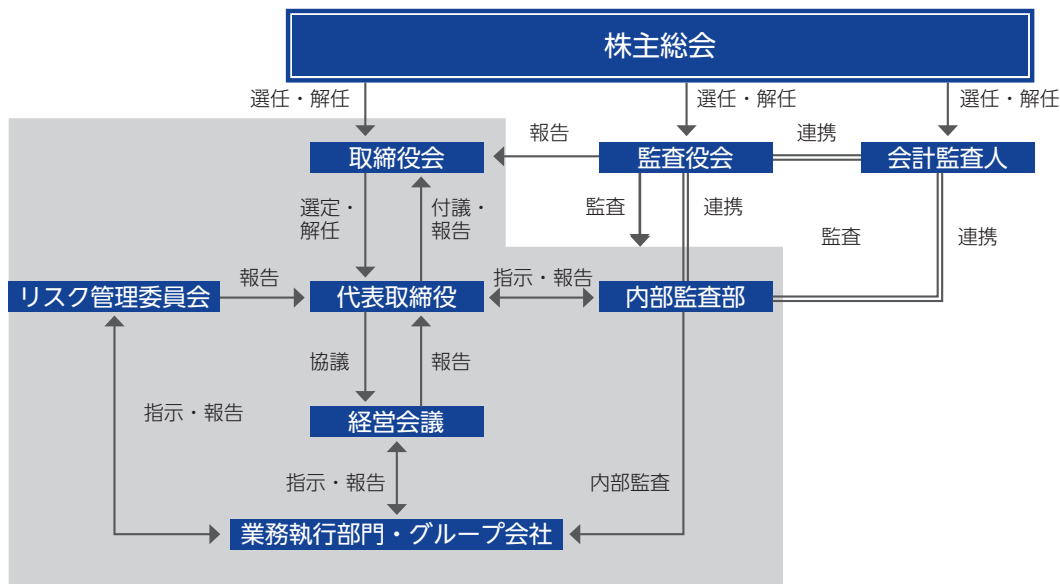 株主総会
選任・解任
選任・解任
選任・解任
取締役会
報告
監査役会
連携
会計監査人
選定・
解任
付議・
報告
監査
連携
監査
連携
リスク管理委員会
報告
代表取締役
指示・報告
内部監査部
協議
報告
指示・報告
経営会議
指示・報告
内部監査
業務執行部門・グループ会社